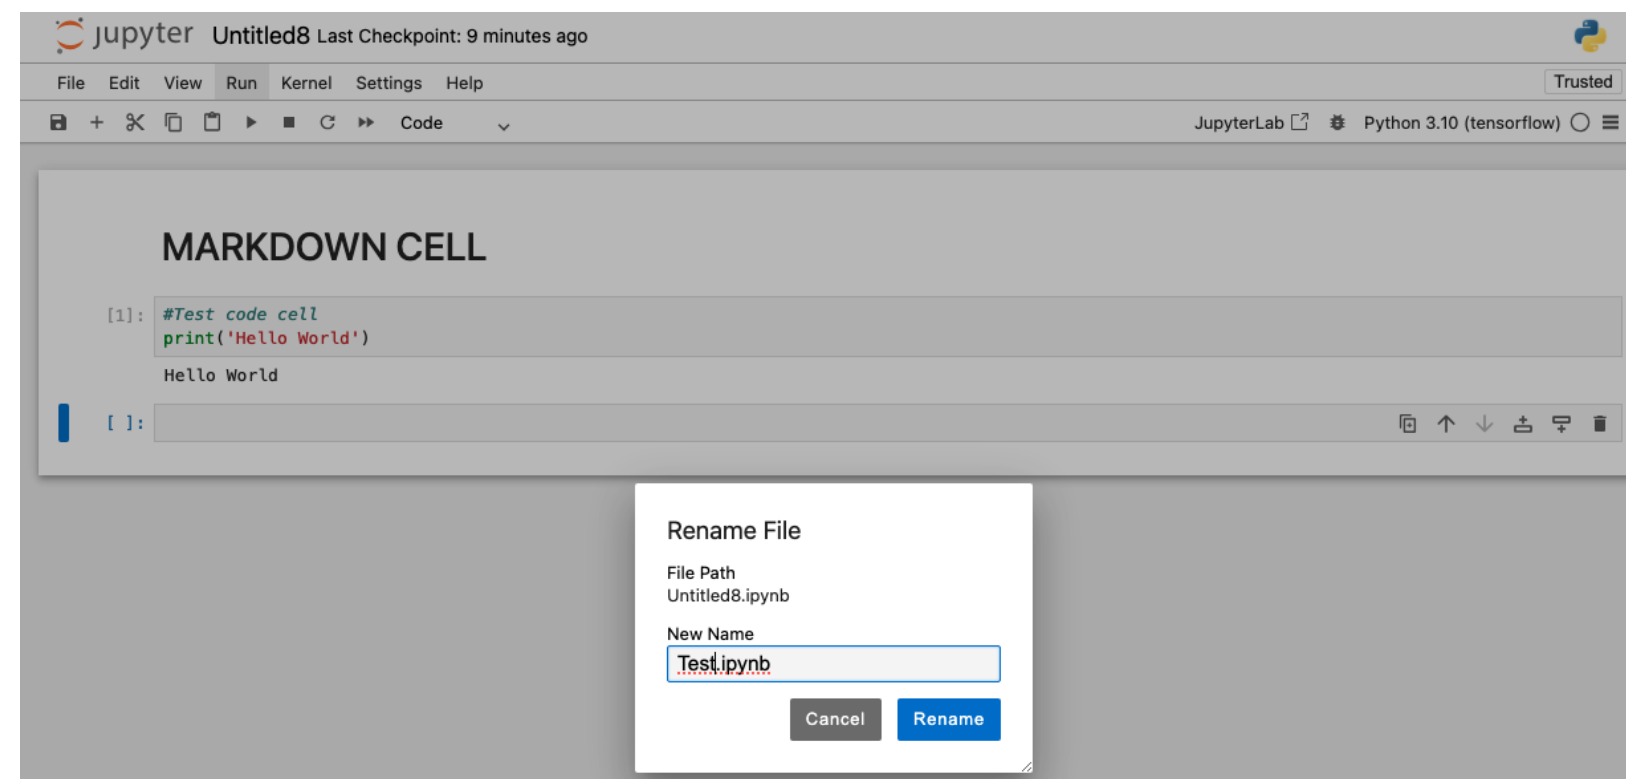 jupyter Untitled8 Last Checkpoint: 9 minutes ago
File Edit View Run Kernel Settings Help Trusted
Code JupyterLab Python 3.10 (tensorflow)
MARKDOWN CELL
[1]: #Test code cell
print('Hello World')
Hello World
[ ]:
Rename File
File Path
Untitled8.ipynb
New Name
Test.ipynb
Cancel Rename